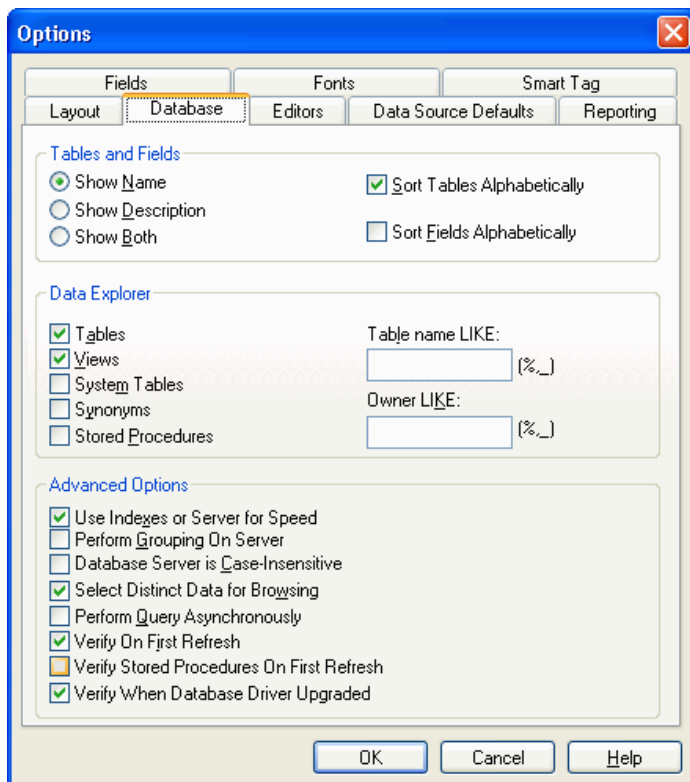 Options
Fields Fonts Smart Tag
Layout Database Editors Data Source Defaults Reporting
Tables and Fields
Show Name
Sort Tables Alphabetically
Show Description
Show Both
Sort Fields Alphabetically
Data Explorer
Tables
Views
System Tables
Synonyms
Stored Procedures
Table name LIKE:
(%,_)
Owner LIKE:
(%,_)
Advanced Options
Use Indexes or Server for Speed
Perform Grouping On Server
Database Server is Case-Insensitive
Select Distinct Data for Browsing
Perform Query Asynchronously
Verify On First Refresh
Verify Stored Procedures On First Refresh
Verify When Database Driver Upgraded
OK Cancel Help